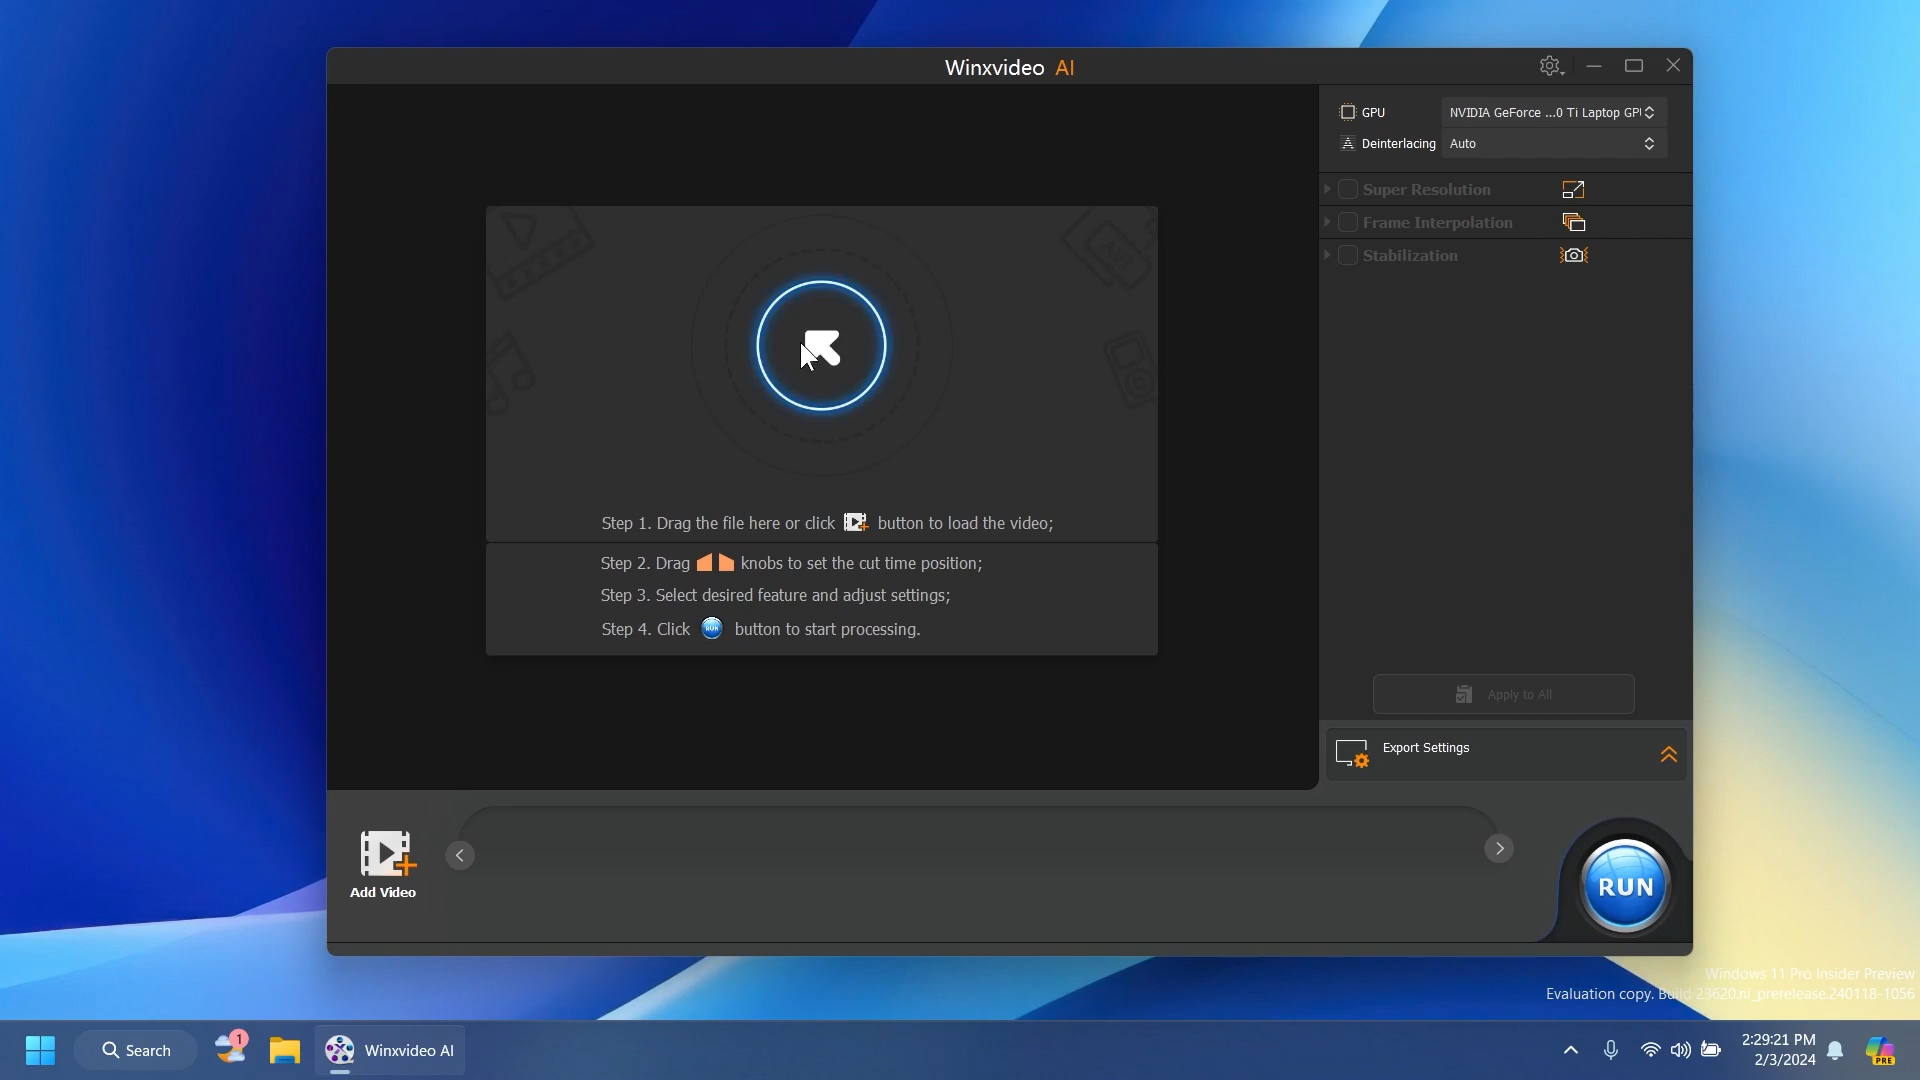 Winxvideo AI
GPU
NVIDIA GeForce ...0 Ti Laptop GPU
Deinterlacing
Auto
Super Resolution
Frame Interpolation
Stabilization
AVI
Step 1. Drag the file here or click button to load the video;
Step 2. Drag knobs to set the cut time position;
Step 3. Select desired feature and adjust settings;
Step 4. Click RUN button to start processing.
Apply to All
Export Settings
Add Video
RUN
Windows 11 Pro Insider Preview
Evaluation copy. Build 23620.ni_prerelease.240118-1056
Search
1
Winxvideo AI
2:29:21 PM
2/3/2024
PRE